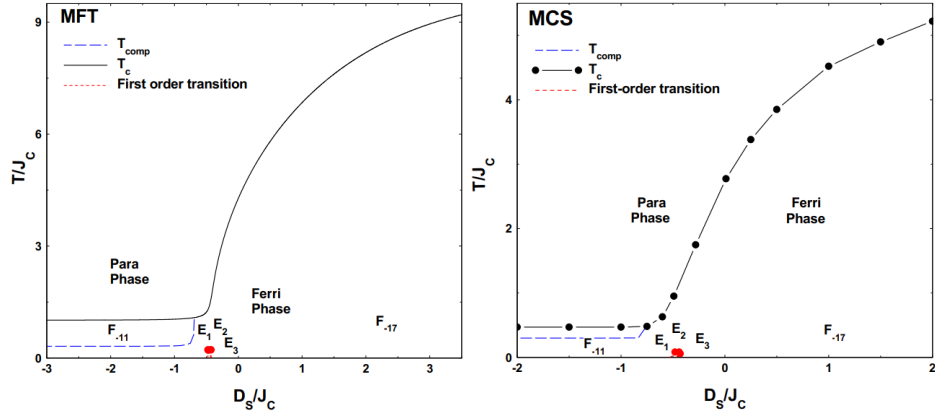 MFT
T_comp
T_c
First order transition
T/J_C
9
6
3
0
Para
Phase
Ferri
Phase
F_-11
E_1
E_2
E_3
F_-17
-3
-2
-1
0
1
2
3
D_S/J_C
MCS
T_comp
T_c
First-order transition
T/J_C
4
2
0
Para
Phase
Ferri
Phase
F_-11
E_1
E_2
E_3
F_-17
-2
-1
0
1
2
D_S/J_C